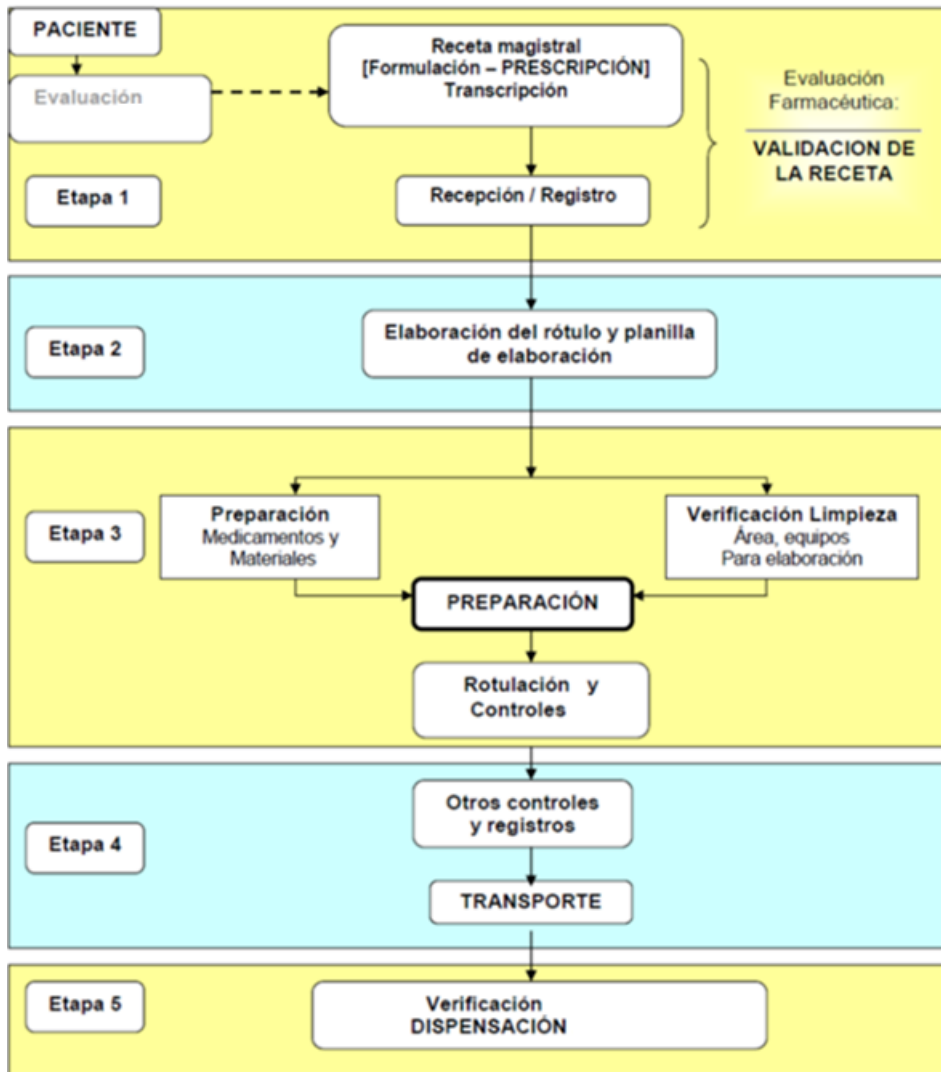 PACIENTE
Evaluación
Receta magistral
[Formulación – PRESCRIPCIÓN]
Transcripción
Evaluación
Farmacéutica:
VALIDACION DE
LA RECETA
Etapa 1
Recepción / Registro
Etapa 2
Elaboración del rótulo y planilla
de elaboración
Etapa 3
Preparación
Medicamentos y
Materiales
Verificación Limpieza
Área, equipos
Para elaboración
PREPARACIÓN
Rotulación y
Controles
Etapa 4
Otros controles
y registros
TRANSPORTE
Etapa 5
Verificación
DISPENSACIÓN